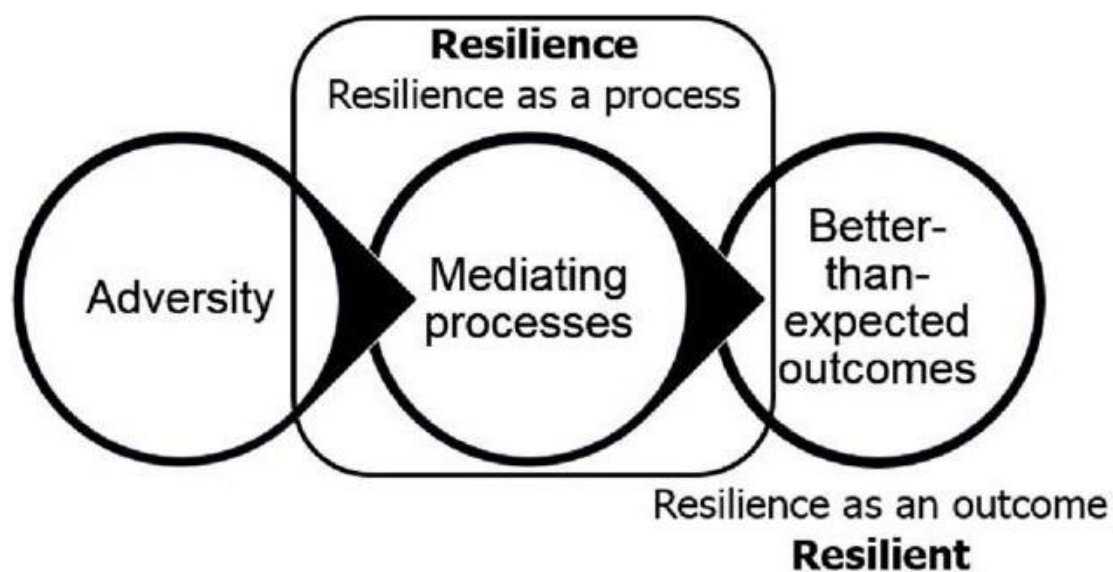 Resilience
Resilience as a process
Adversity
Mediating
processes
Better-
than-
expected
outcomes
Resilience as an outcome
Resilient